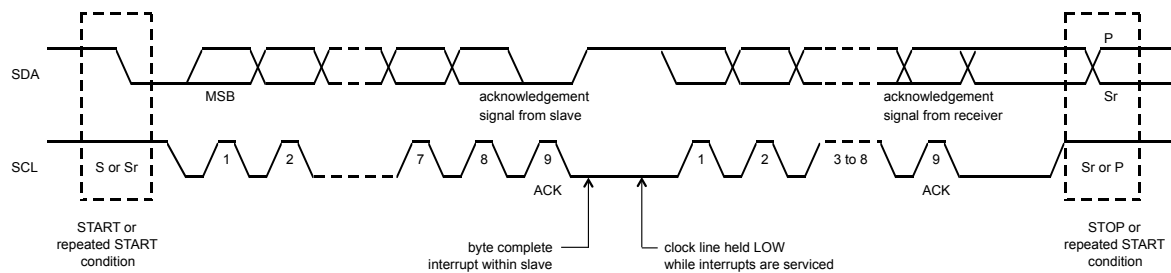 P
SDA
MSB
acknowledgement
signal from slave
acknowledgement
signal from receiver
Sr
SCL
S or Sr
1
2
7
8
9
1
2
3 to 8
9
Sr or P
ACK
ACK
START or
repeated START
condition
byte complete
interrupt within slave
clock line held LOW
while interrupts are serviced
STOP or
repeated START
condition